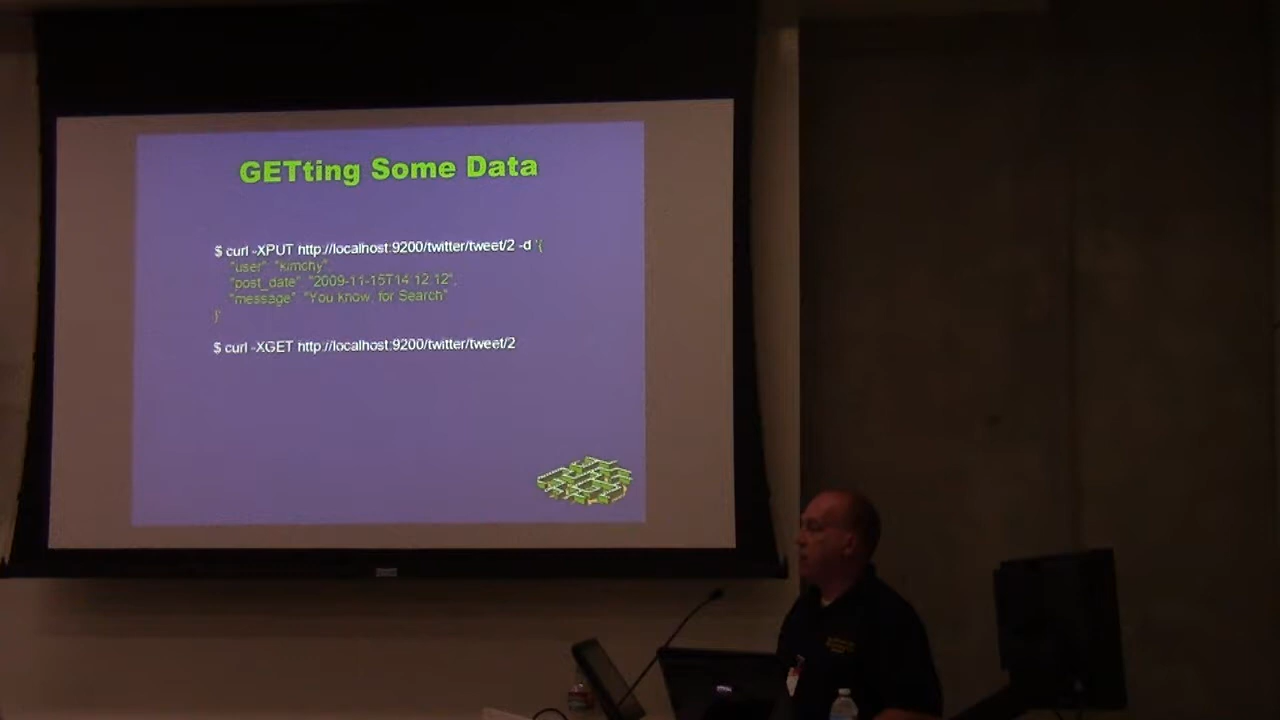 GETting Some Data
$ curl -XPUT http://localhost:9200/twitter/tweet/2 -d '{
"user": "kimchy",
"post_date": "2009-11-15T14:12:12",
"message": "You know, for Search"
}'
$ curl -XGET http://localhost:9200/twitter/tweet/2